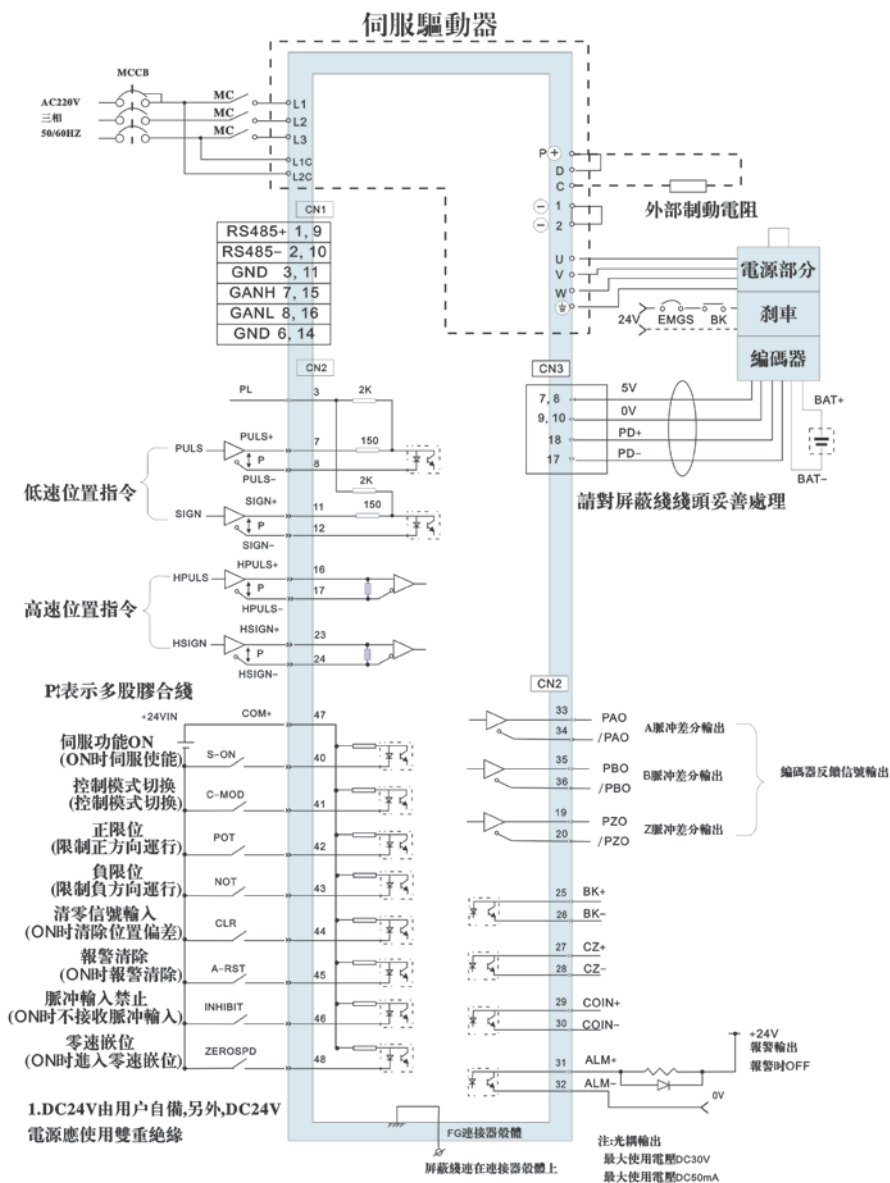 伺服驅動器
MCCB
AC220V
三相
50/60HZ
MC
MC
MC
L1
L2
L3
L1C
L2C
P +
D
C
1
2
外部制動電阻
U
V
W
電源部分
刹車
編碼器
24V
EMGS
BK
CN1
RS485+ 1, 9
RS485- 2, 10
GND 3, 11
GANH 7, 15
GANL 8, 16
GND 6, 14
CN2
PL
3
2K
PULS
PULS+
7
150
P
8
PULS-
2K
低速位置指令
SIGN
SIGN+
11
150
P
12
SIGN-
CN3
7, 8
5V
9, 10
0V
18
PD+
17
PD-
BAT+
BAT-
請對屏蔽綫綫頭妥善處理
高速位置指令
HPULS
HPULS+
16
P
17
HPULS-
HSIGN
HSIGN+
23
P
24
HSIGN-
P:表示多股膠合綫
+24VIN
COM+
47
伺服功能ON
(ON时伺服使能)
S-ON
40
控制模式切換
(控制模式切換)
C-MOD
41
正限位
(限制正方向運行)
POT
42
負限位
(限制負方向運行)
NOT
43
清零信號輸入
(ON时清除位置偏差)
CLR
44
報警清除
(ON时報警清除)
A-RST
45
脈冲輸入禁止
(ON时不接收脈冲輸入)
INHIBIT
46
零速嵌位
(ON时進入零速嵌位)
ZEROSPD
48
CN2
33
PAO
34
/PAO
A脈冲差分輸出
35
PBO
36
/PBO
B脈冲差分輸出
19
PZO
20
/PZO
Z脈冲差分輸出
編碼器反饋信號輸出
25
BK+
26
BK-
27
CZ+
28
CZ-
29
COIN+
30
COIN-
31
ALM+
32
ALM-
+24V
報警輸出
報警时OFF
0V
1.DC24V由用户自備,另外,DC24V
電源應使用雙重絶緣
FG連接器殼體
屏蔽綫連在連接器殼體上
注:光耦輸出
最大使用電壓DC30V
最大使用電壓DC50mA